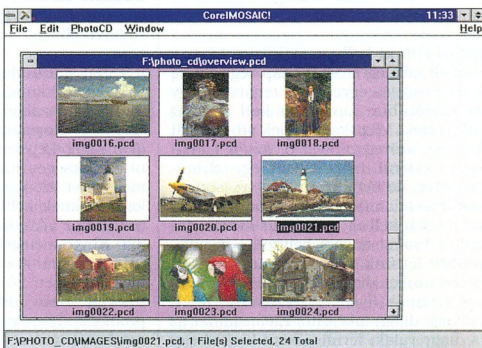 CorelMOSAIC! 11:33
File Edit PhotoCD Window Help
F:\photo_cd\overview.pcd
img0016.pcd img0017.pcd img0018.pcd
img0019.pcd img0020.pcd img0021.pcd
img0022.pcd img0023.pcd img0024.pcd
F:\PHOTO_CD\IMAGES\img0021.pcd, 1 File(s) Selected, 24 Total